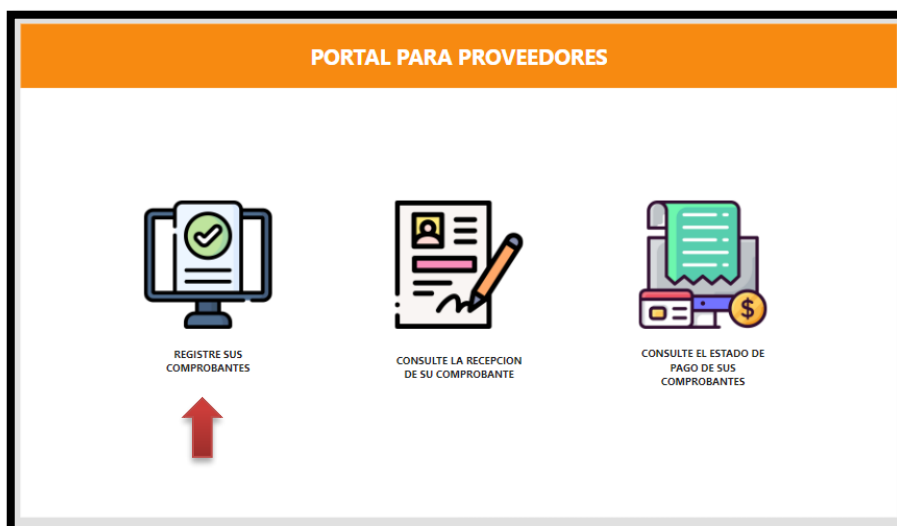 PORTAL PARA PROVEEDORES
REGISTRE SUS
COMPROBANTES
CONSULTE LA RECEPCION
DE SU COMPROBANTE
CONSULTE EL ESTADO DE
PAGO DE SUS
COMPROBANTES
$